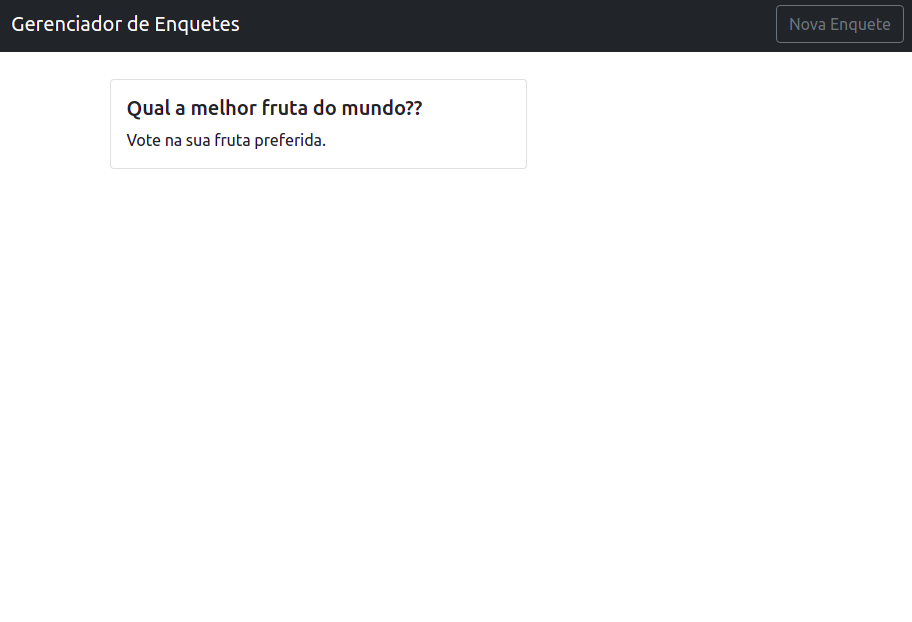 Gerenciador de Enquetes
Nova Enquete
Qual a melhor fruta do mundo??
Vote na sua fruta preferida.